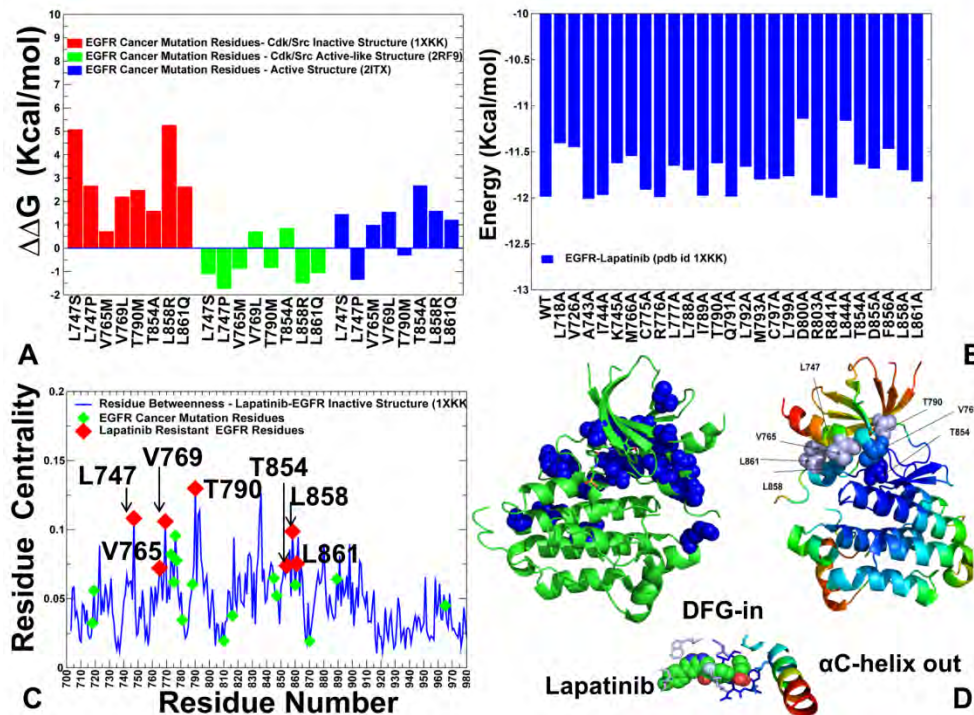 ΔΔG (Kcal/mol)
10
9
8
7
6
5
4
3
2
1
0
-1
-2
EGFR Cancer Mutation Residues- Cdk/Src Inactive Structure (1XKK)
EGFR Cancer Mutation Residues - Cdk/Src Active-like Structure (2RF9)
EGFR Cancer Mutation Residues - Active Structure (2ITX)
L747S
L747P
V765M
V769L
T790M
T854A
L858R
L861Q
L747S
L747P
V765M
V769L
T790M
T854A
L858R
L861Q
L747S
L747P
V765M
V769L
T790M
T854A
L858R
L861Q
A
Energy (Kcal/mol)
-10
-10.5
-11
-11.5
-12
-12.5
-13
EGFR-Lapatinib (pdb id 1XKK)
WT
L718A
V726A
A743A
I744A
K745A
M766A
C775A
R776A
L777A
L788A
I789A
T790A
Q791A
L792A
M793A
C797A
L799A
D800A
R803A
R841A
L844A
T854A
D855A
F856A
L858A
L861A
B
Residue Centrality
0.2
0.15
0.1
0.05
0
Residue Betweenness - Lapatinib-EGFR Inactive Structure (1XKK
EGFR Cancer Mutation Residues
Lapatinib Resistant EGFR Residues
L747
V769
V765
T790
T854
L858
L861
700
710
720
730
740
750
760
770
780
790
800
810
820
830
840
850
860
870
880
890
900
910
920
930
940
950
960
970
980
Residue Number
C
L747
T790
V76
V765
T854
L861
L858
DFG-in
Lapatinib
αC-helix out
D